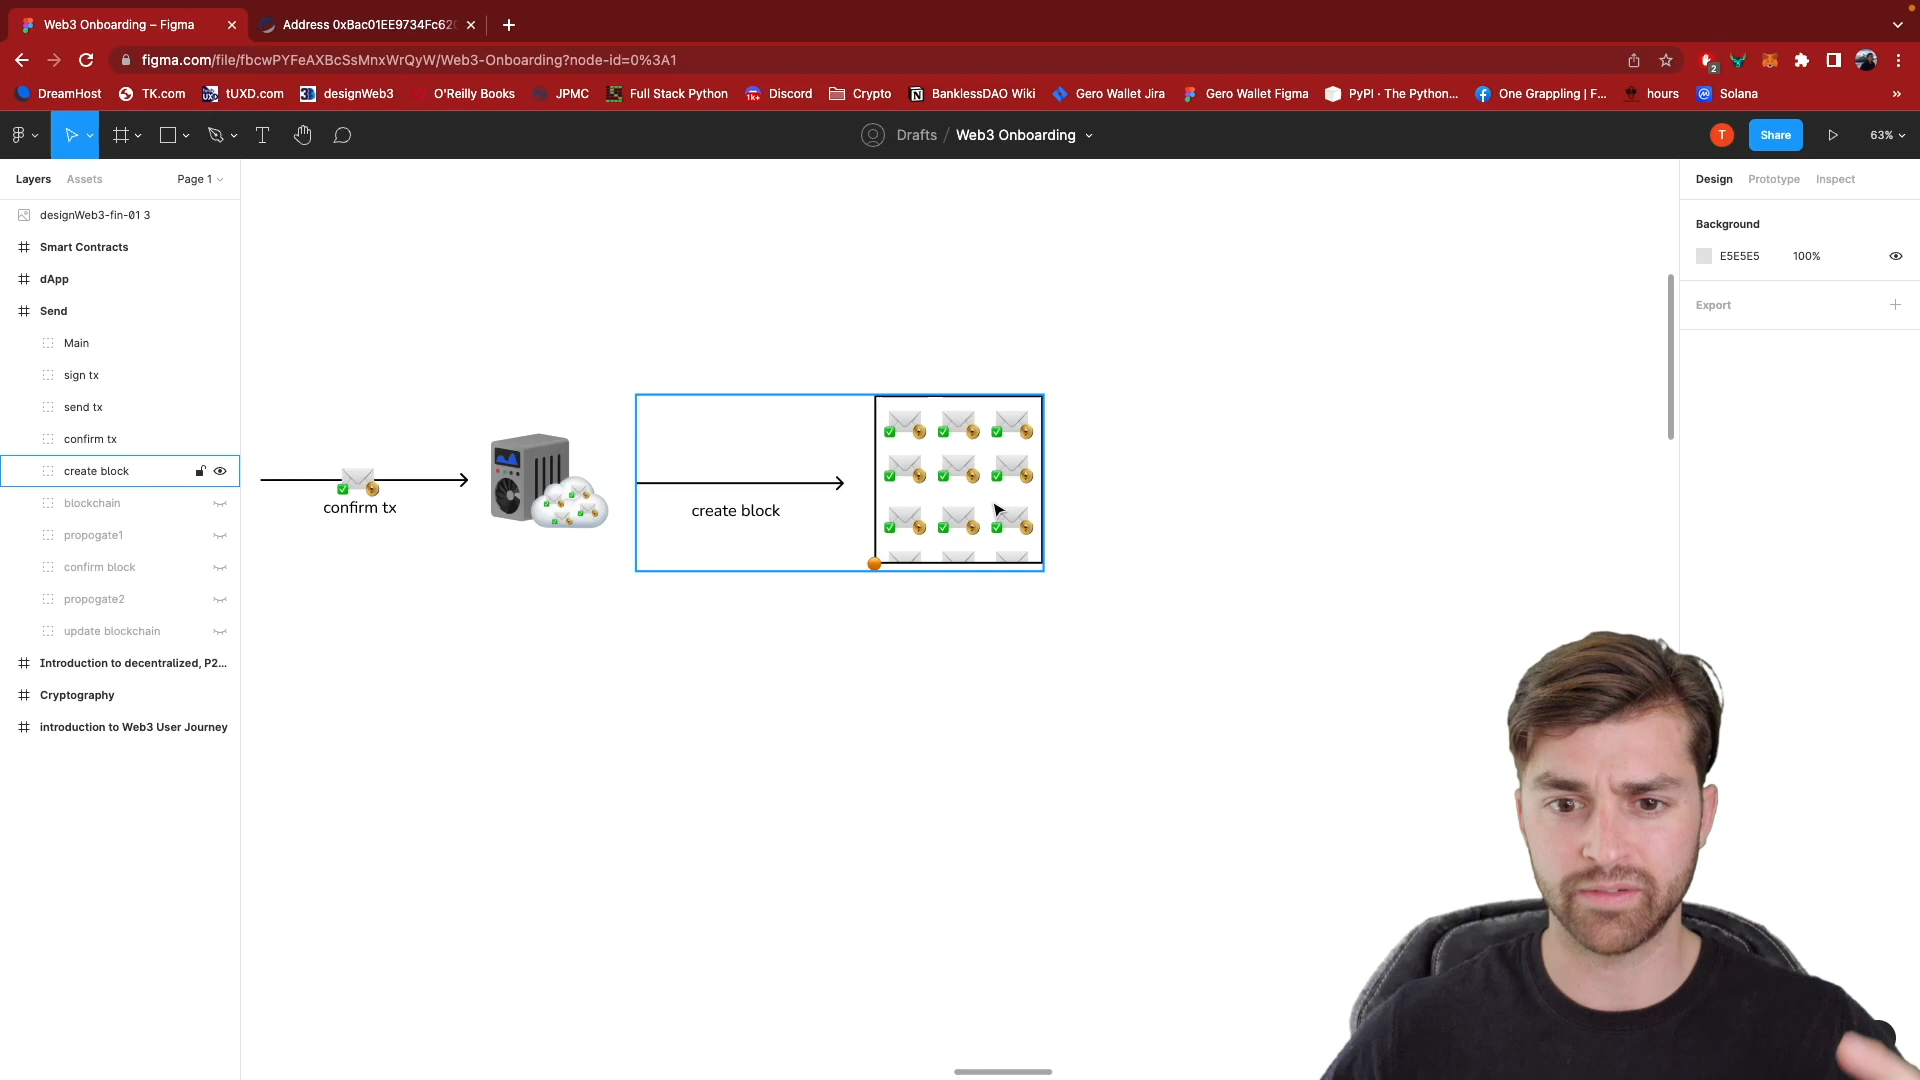 Web3 Onboarding – Figma
Address 0xBac01EE9734Fc62
figma.com/file/fbcwPYFeAXBcSsMnxWrQyW/Web3-Onboarding?node-id=0%3A1
2
DreamHost
TK.com
tUXD.com
designWeb3
O'Reilly Books
JPMC
Full Stack Python
1k+
Discord
Crypto
BanklessDAO Wiki
Gero Wallet Jira
Gero Wallet Figma
PyPI · The Python...
One Grappling | F...
hours
Solana
»
Drafts / Web3 Onboarding
T
Share
63%
Layers
Assets
Page 1
Design
Prototype
Inspect
designWeb3-fin-01 3
Smart Contracts
dApp
Send
Main
sign tx
send tx
confirm tx
create block
blockchain
propogate1
confirm block
propogate2
update blockchain
Introduction to decentralized, P2...
Cryptography
introduction to Web3 User Journey
Background
E5E5E5
100%
Export
confirm tx
create block